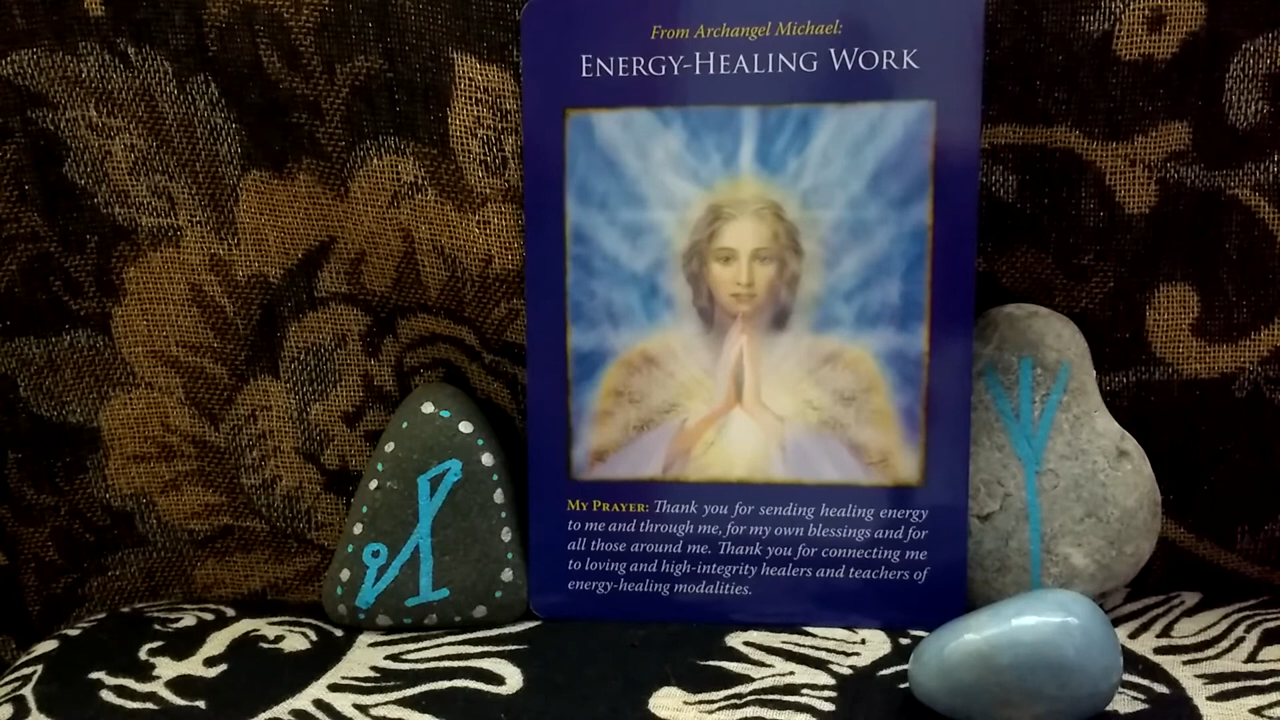 From Archangel Michael:
ENERGY-HEALING WORK
MY PRAYER: Thank you for sending healing energy
to me and through me, for my own blessings and for
all those around me. Thank you for connecting me
to loving and high-integrity healers and teachers of
energy-healing modalities.